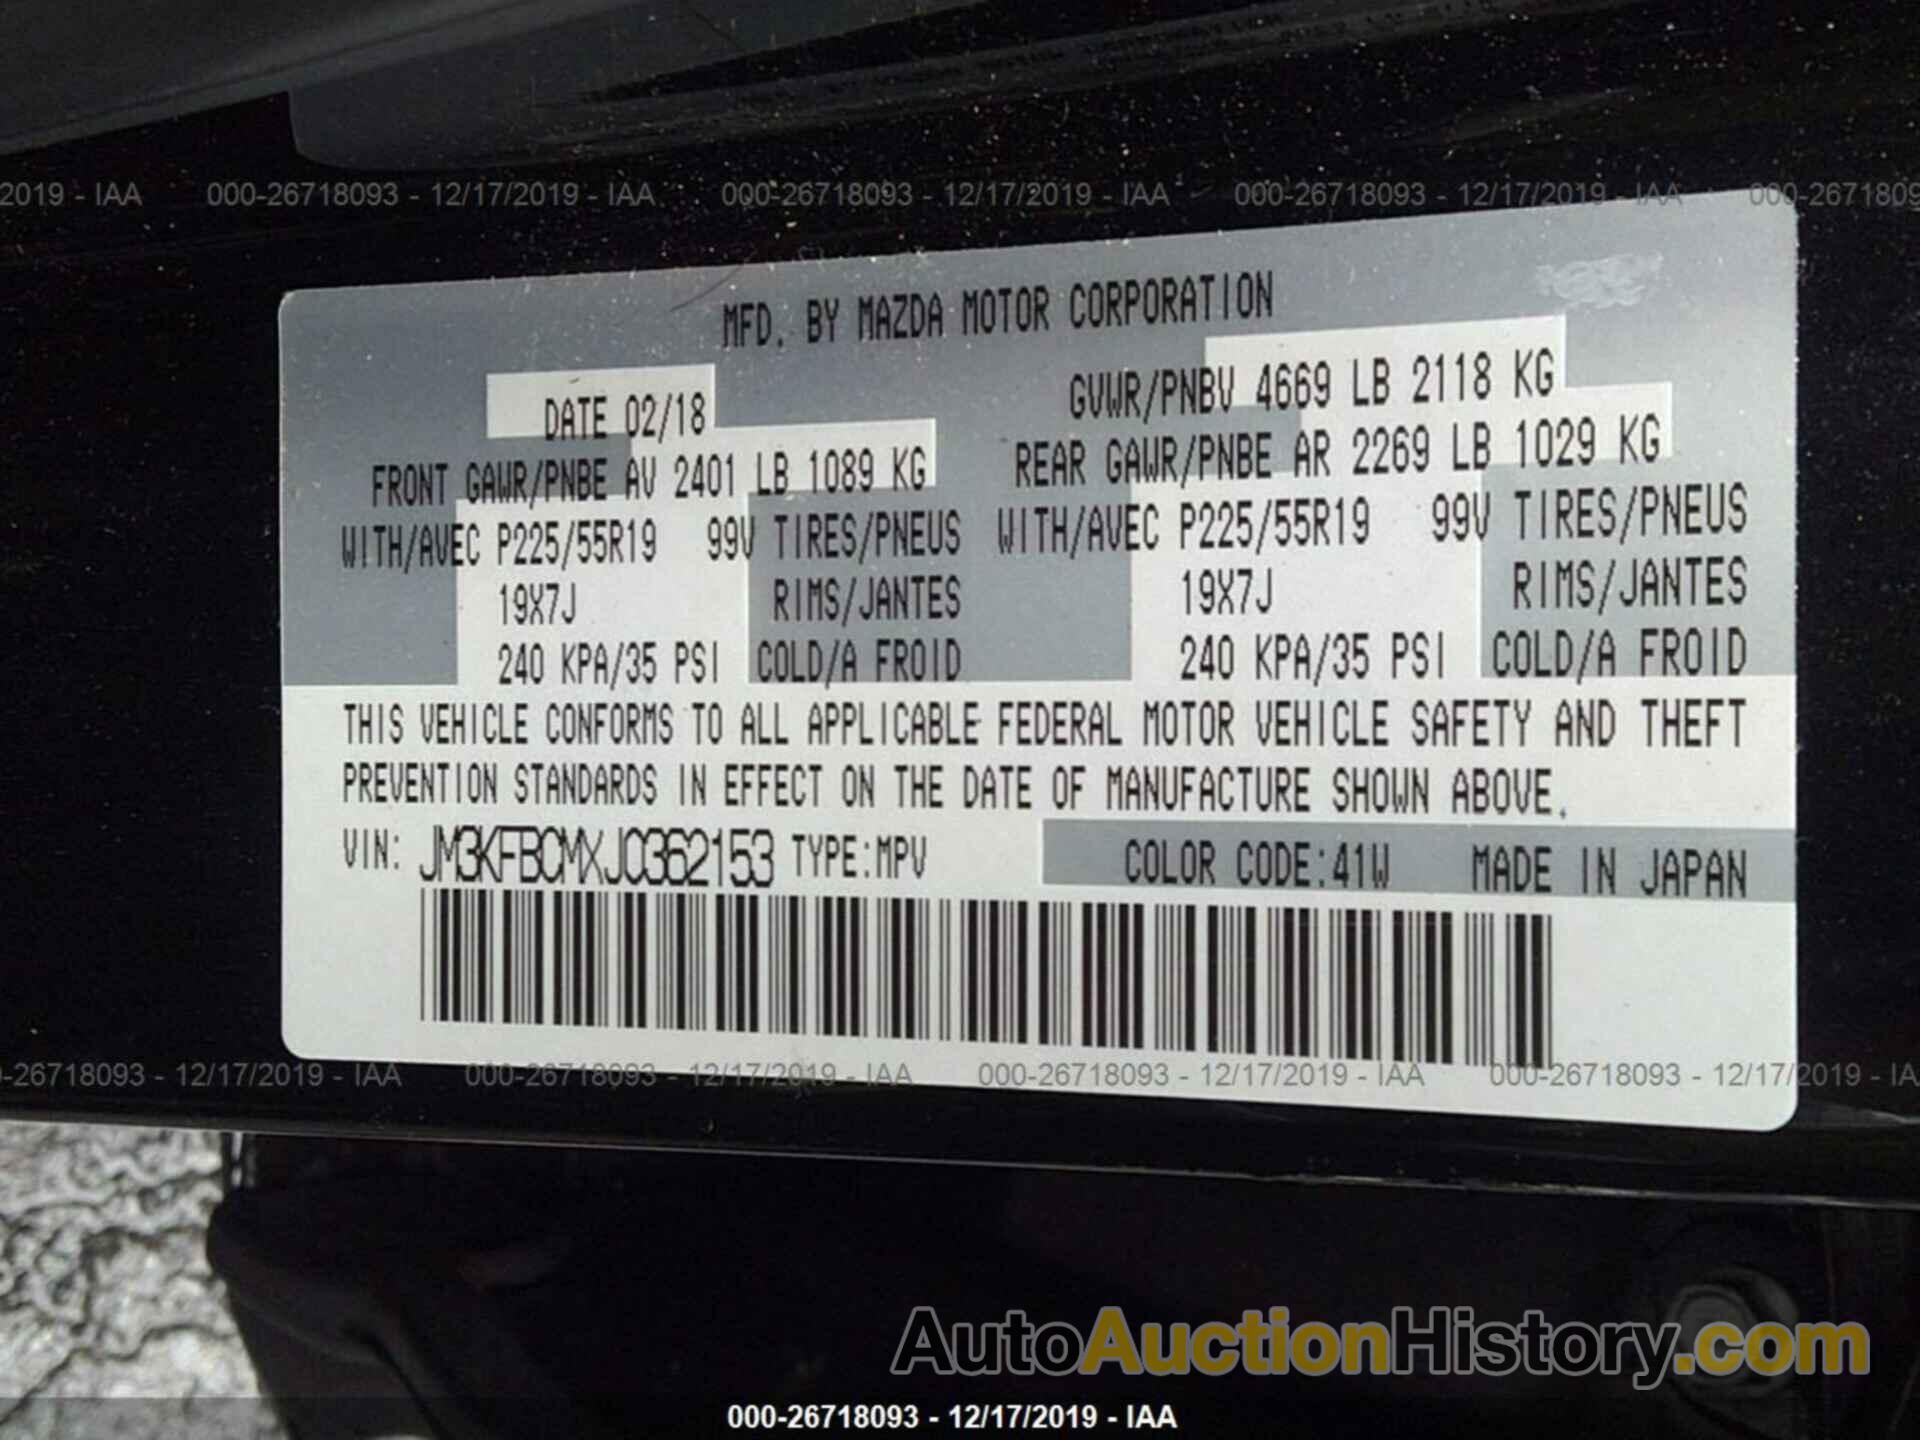 2019 - IAA 000-26718093 - 12/17/2019 - IAA 000-26718093 - 12/17/2019 - IAA 000-26718093 - 12/17/2019 - IAA 000-2671809
MFD. BY MAZDA MOTOR CORPORATION
DATE 02/18 GVWR/PNBV 4669 LB 2118 KG
FRONT GAWR/PNBE AV 2401 LB 1089 KG REAR GAWR/PNBE AR 2269 LB 1029 KG
WITH/AVEC P225/55R19 99V TIRES/PNEUS WITH/AVEC P225/55R19 99V TIRES/PNEUS
19X7J RIMS/JANTES 19X7J RIMS/JANTES
240 KPA/35 PSI COLD/A FROID 240 KPA/35 PSI COLD/A FROID
THIS VEHICLE CONFORMS TO ALL APPLICABLE FEDERAL MOTOR VEHICLE SAFETY AND THEFT
PREVENTION STANDARDS IN EFFECT ON THE DATE OF MANUFACTURE SHOWN ABOVE.
VIN: JM3KFBCMXJ0362153 TYPE:MPV COLOR CODE:41W MADE IN JAPAN
-26718093 - 12/17/2019 - IAA 000-26718093 - 12/17/2019 - IAA 000-26718093 - 12/17/2019 - IAA 000-26718093 - 12/17/2019 - IA
AutoAuctionHistory.com
000-26718093 - 12/17/2019 - IAA